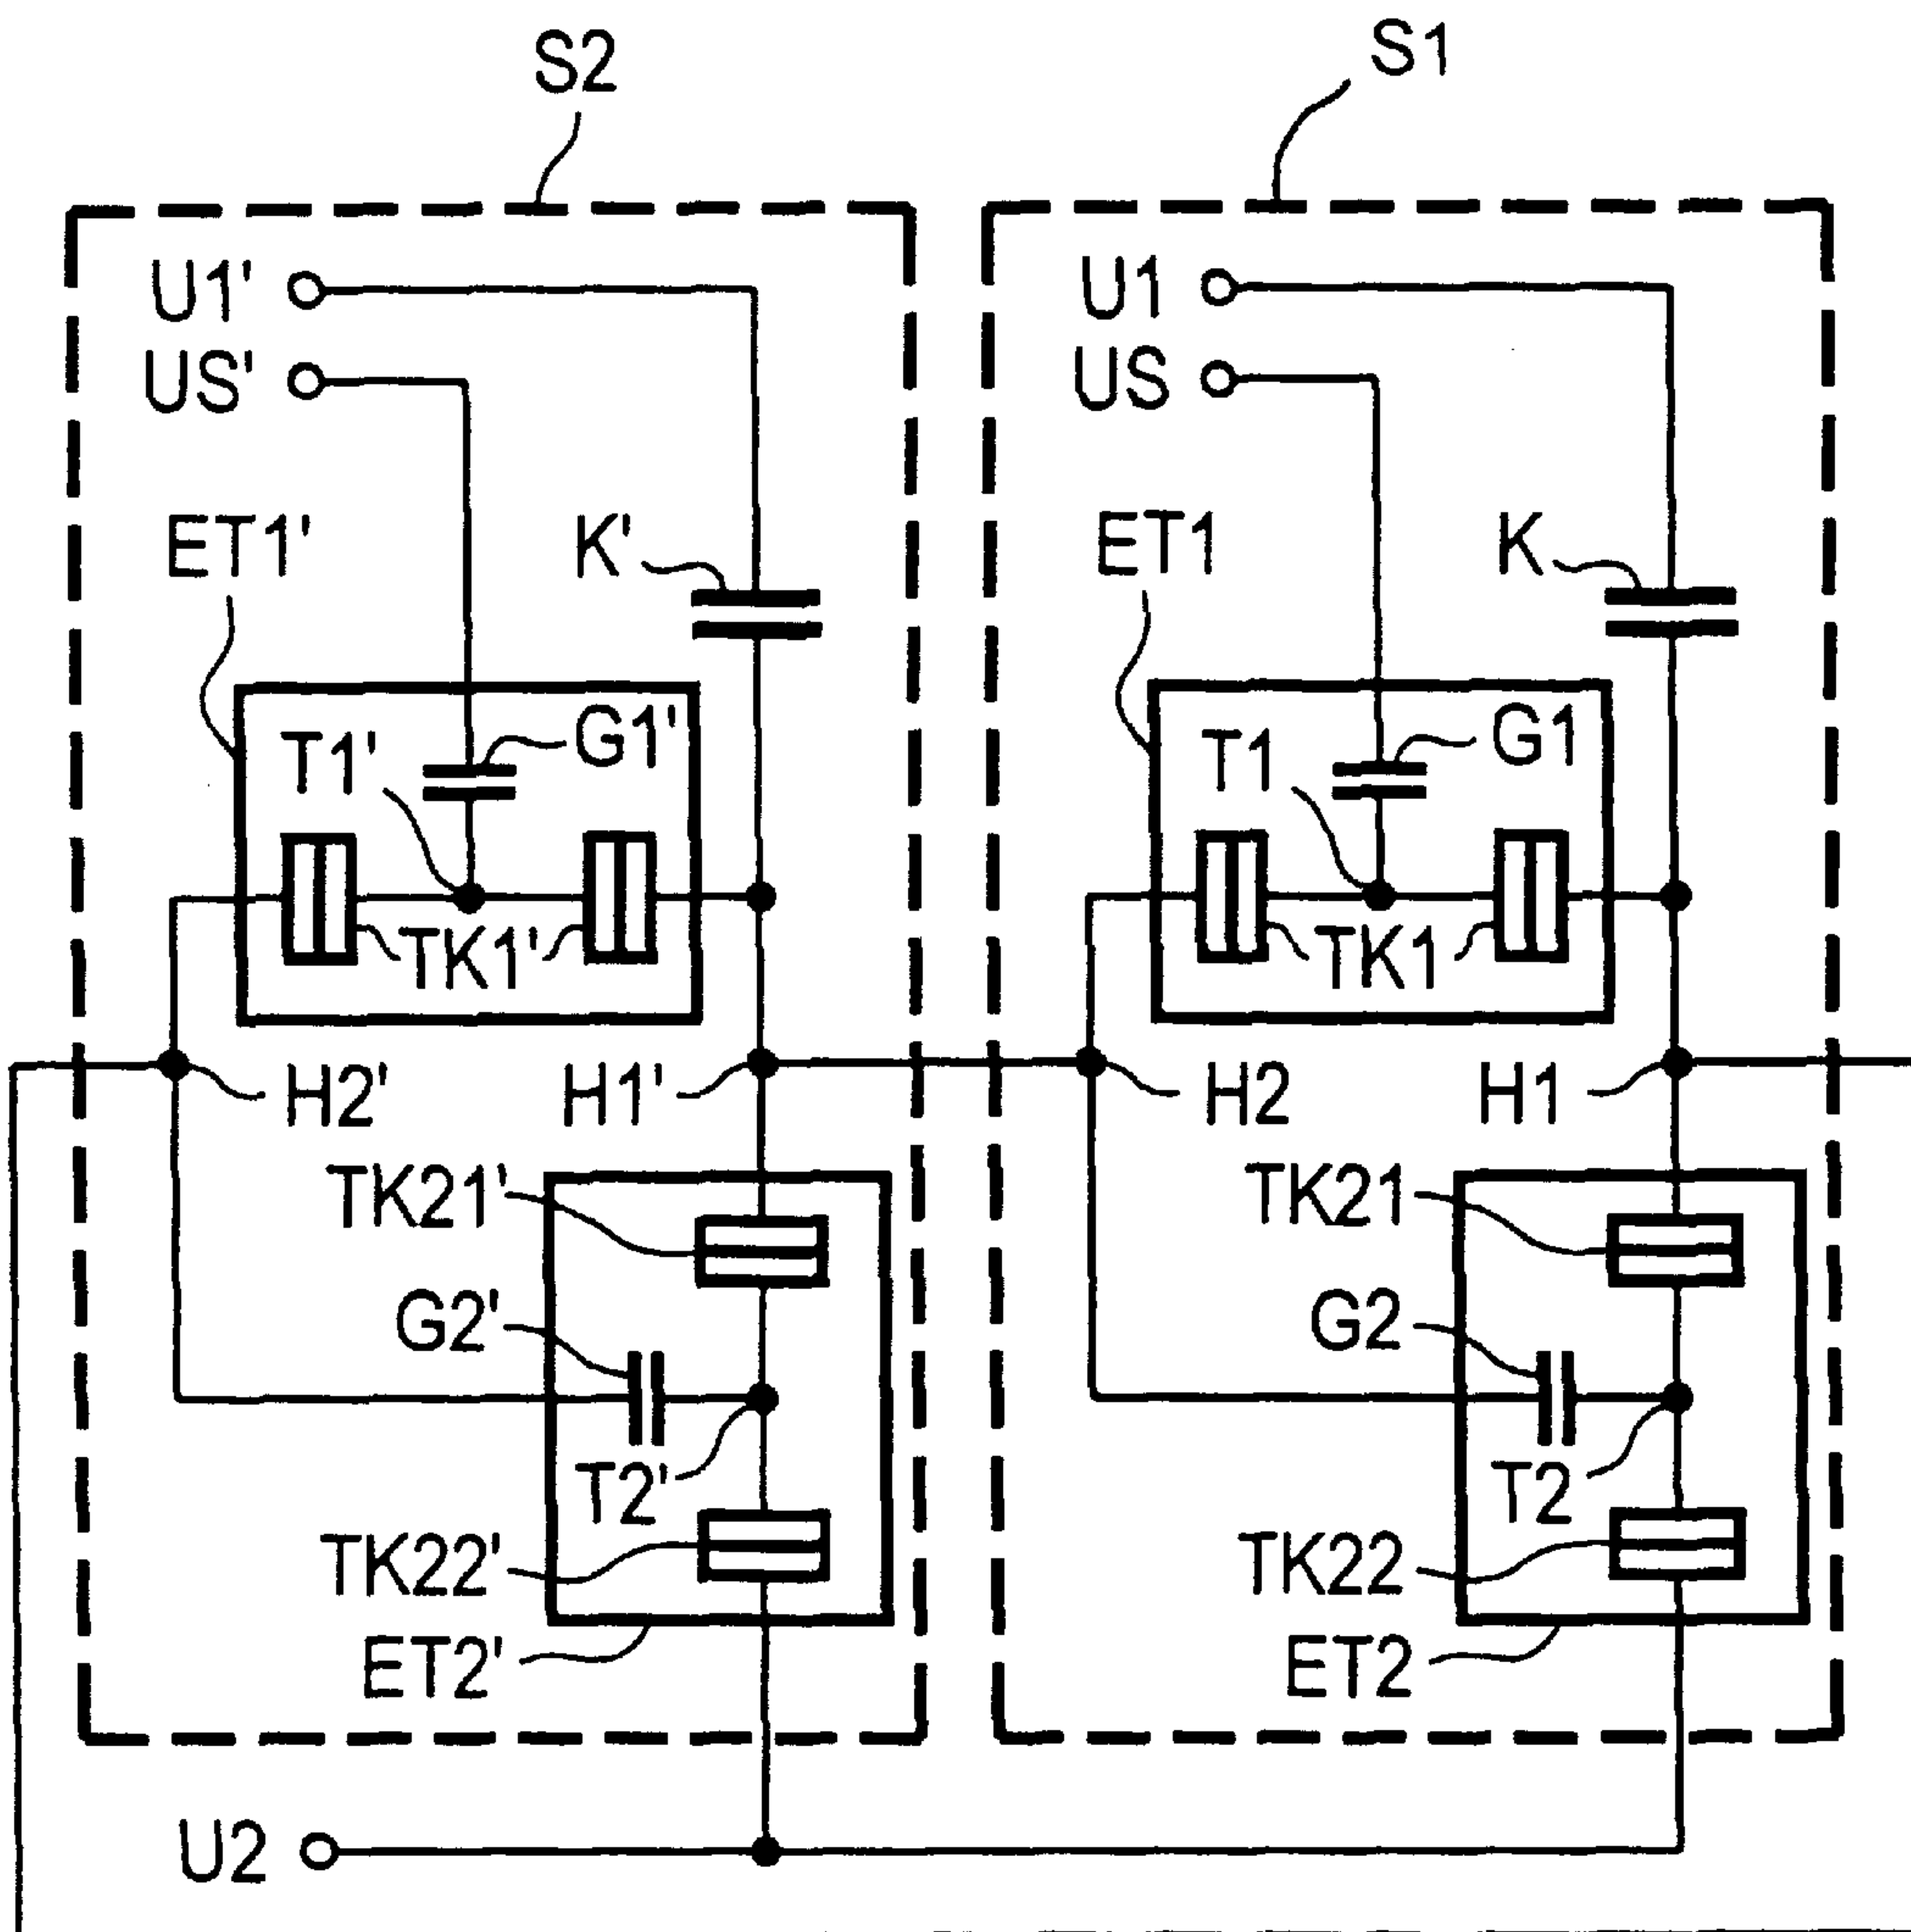 S2 S1
U1' U1
US' US
ET1' K' ET1 K
T1' G1' T1 G1
TK1' TK1
H2' H1' H2 H1
TK21' TK21
G2' G2
T2' T2
TK22' TK22
ET2' ET2
U2